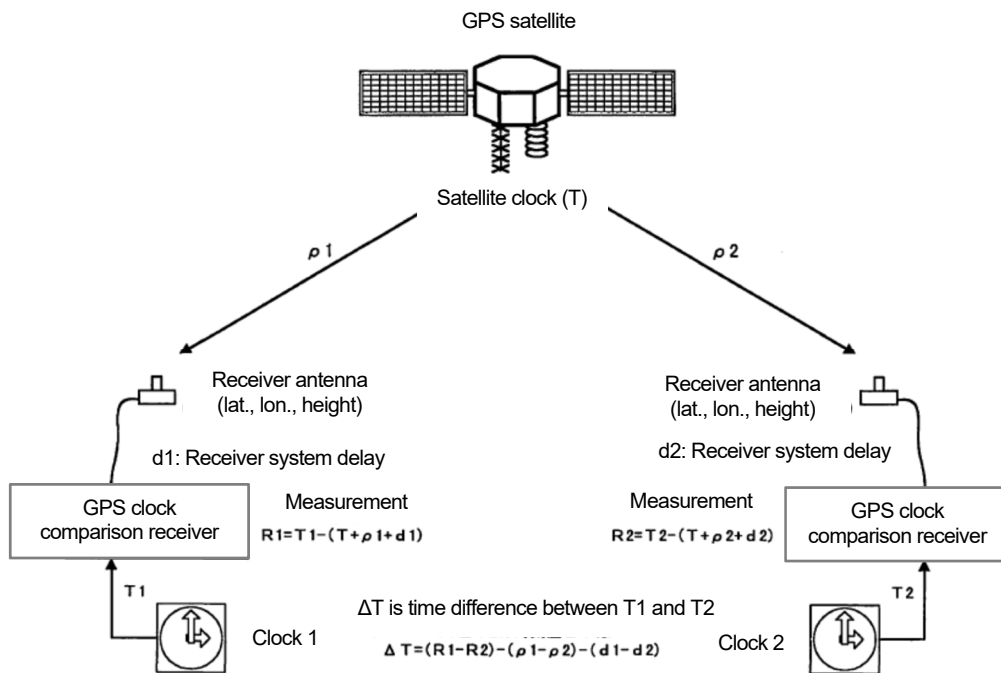 GPS satellite
Satellite clock (T)
ρ1
ρ2
Receiver antenna
(lat., lon., height)
Receiver antenna
(lat., lon., height)
d1: Receiver system delay
d2: Receiver system delay
GPS clock
comparison receiver
Measurement
R1=T1-(T+ρ1+d1)
Measurement
R2=T2-(T+ρ2+d2)
GPS clock
comparison receiver
T1
T2
ΔT is time difference between T1 and T2
Clock 1
ΔT=(R1-R2)-(ρ1-ρ2)-(d1-d2)
Clock 2